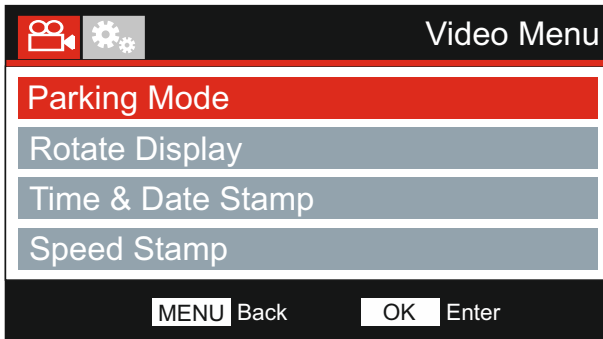 Video Menu
Parking Mode
Rotate Display
Time & Date Stamp
Speed Stamp
MENU Back OK Enter